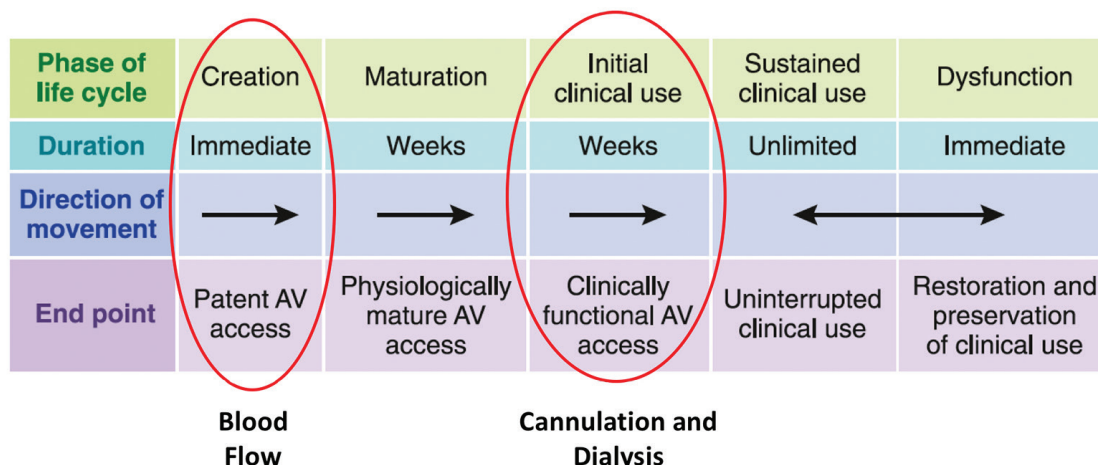 Phase of life cycle
Creation
Maturation
Initial clinical use
Sustained clinical use
Dysfunction
Duration
Immediate
Weeks
Weeks
Unlimited
Immediate
Direction of movement
End point
Patent AV access
Physiologically mature AV access
Clinically functional AV access
Uninterrupted clinical use
Restoration and preservation of clinical use
Blood Flow
Cannulation and Dialysis